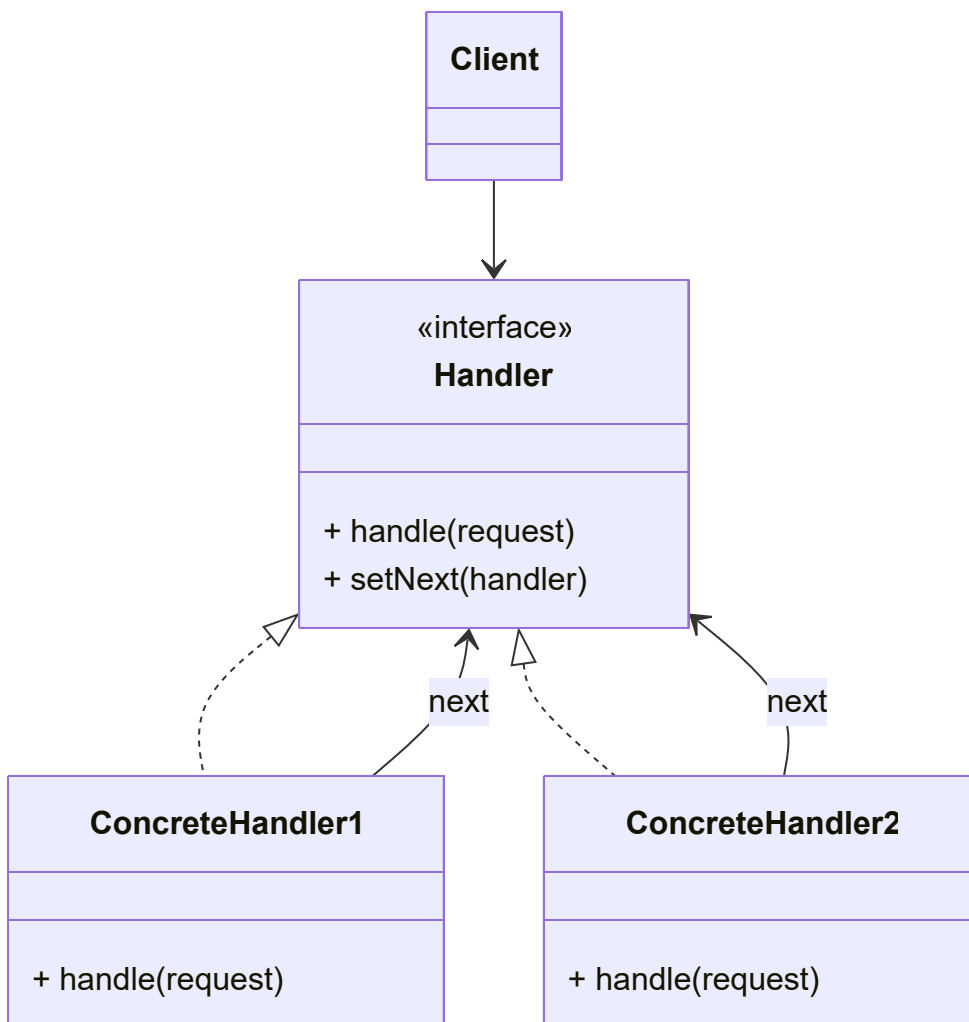 Client
«interface»
Handler
+ handle(request)
+ setNext(handler)
next
next
ConcreteHandler1
+ handle(request)
ConcreteHandler2
+ handle(request)